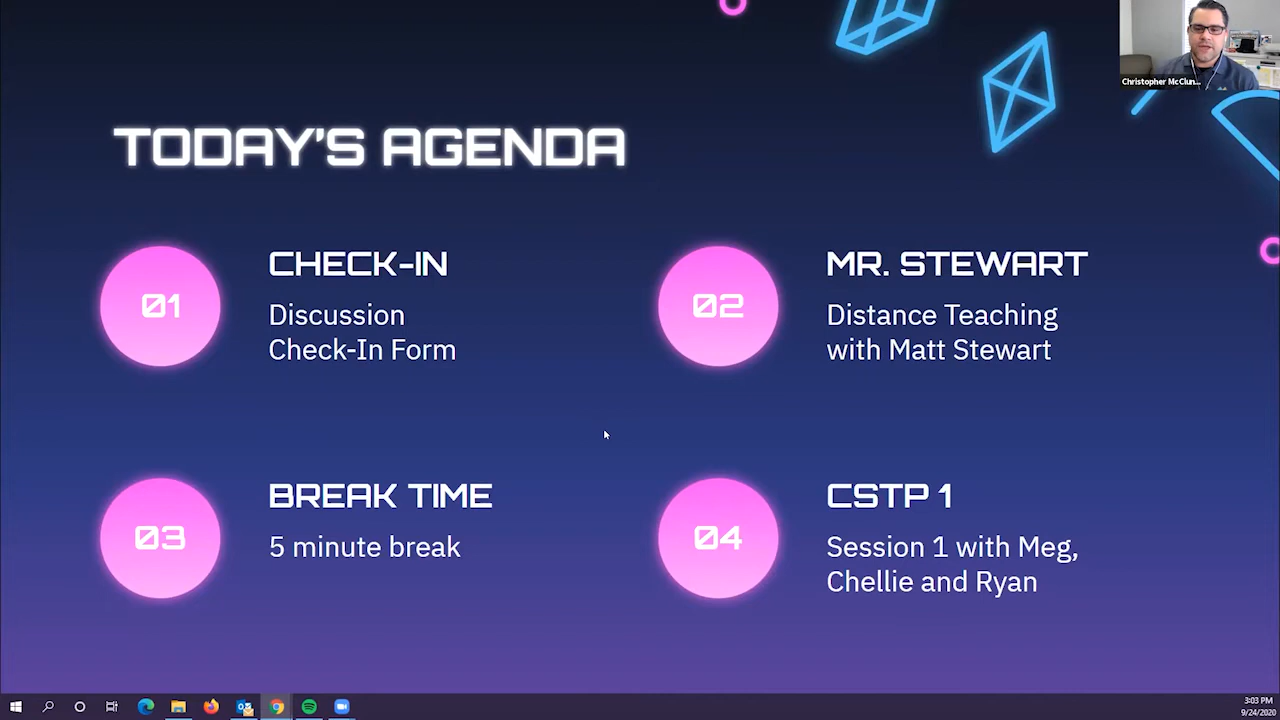 Christopher McClun...
TODAY'S AGENDA
01
CHECK-IN
Discussion
Check-In Form
02
MR. STEWART
Distance Teaching
with Matt Stewart
03
BREAK TIME
5 minute break
04
CSTP 1
Session 1 with Meg,
Chellie and Ryan
3:03 PM
9/24/2020